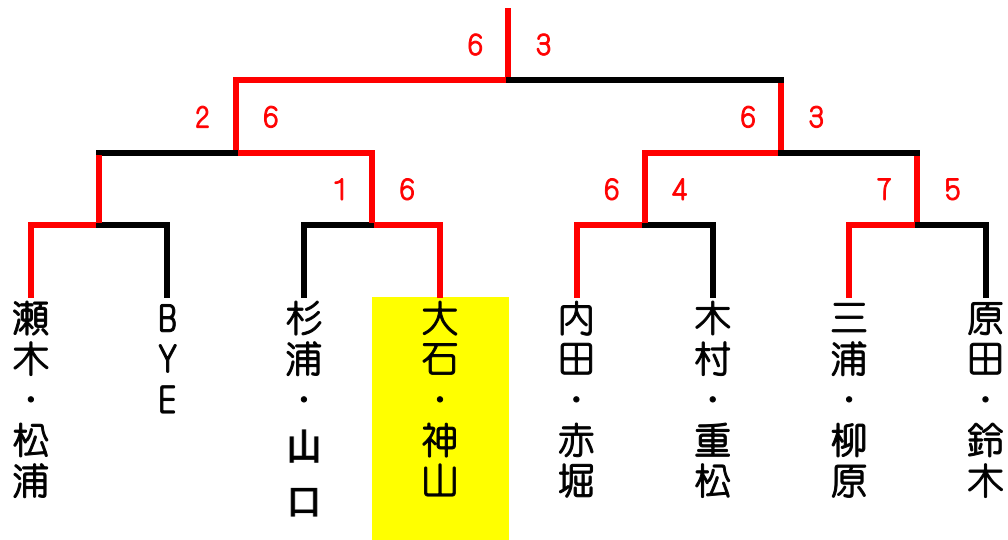 6 3
2 6
6 3
1 6
6 4
7 5
瀬木・松浦
BYE
杉浦・山口
大石・神山
内田・赤堀
木村・重松
三浦・柳原
原田・鈴木